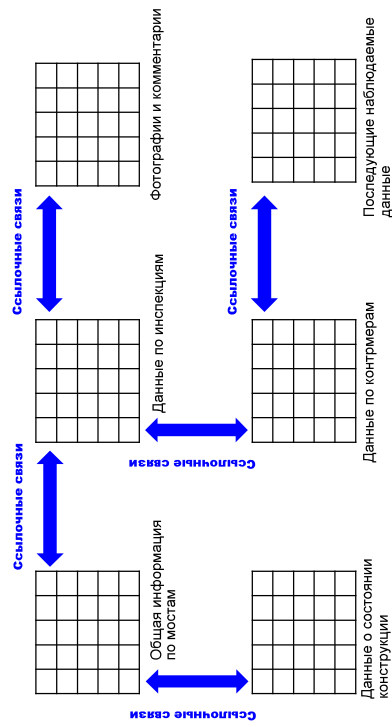 Ссылочные связи
Ссылочные связи
Общая информация
по мостам
Данные по инспекциям
Фотографии и комментарии
Ссылочные связи
Ссылочные связи
Ссылочные связи
Данные о состоянии
конструкции
Данные по контрмерам
Последующие наблюдаемые
данные